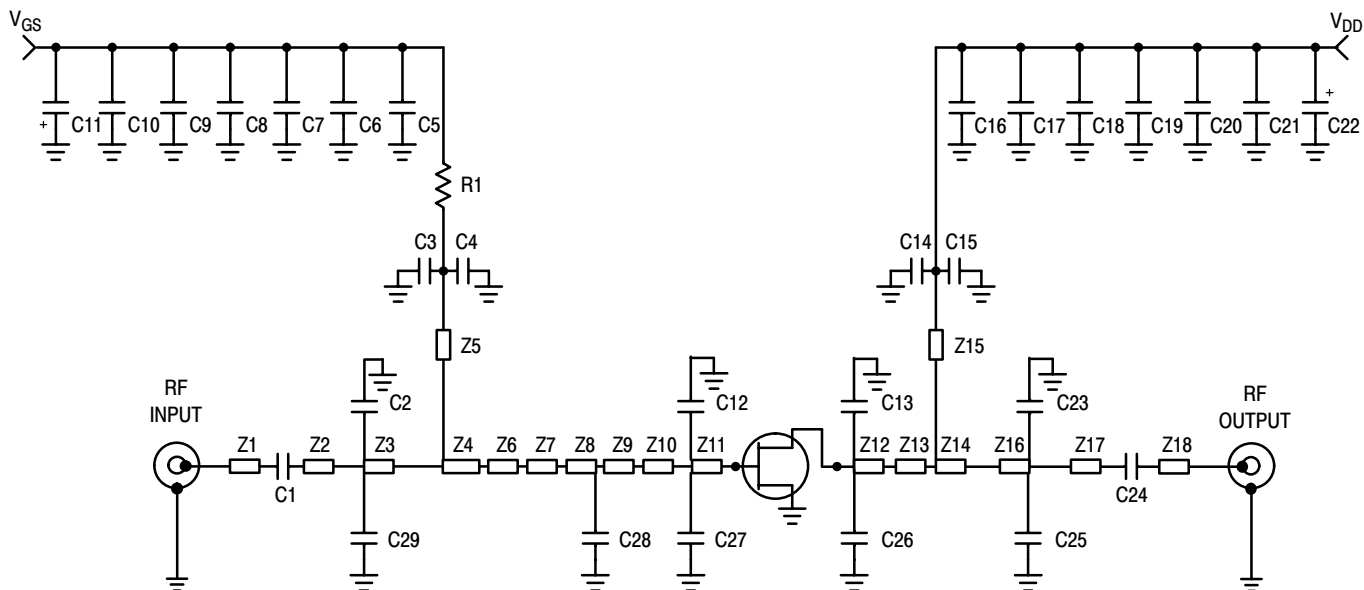 VGS
VDD
+ C11 C10 C9 C8 C7 C6 C5
C16 C17 C18 C19 C20 C21 + C22
R1
C3 C4
C14 C15
Z5
Z15
RF
INPUT
C2
C12
C13
C23
RF
OUTPUT
Z1 Z2 Z3 Z4 Z6 Z7 Z8 Z9 Z10 Z11 Z12 Z13 Z14 Z16 Z17 Z18
C1
C24
C29
C28
C27
C26
C25